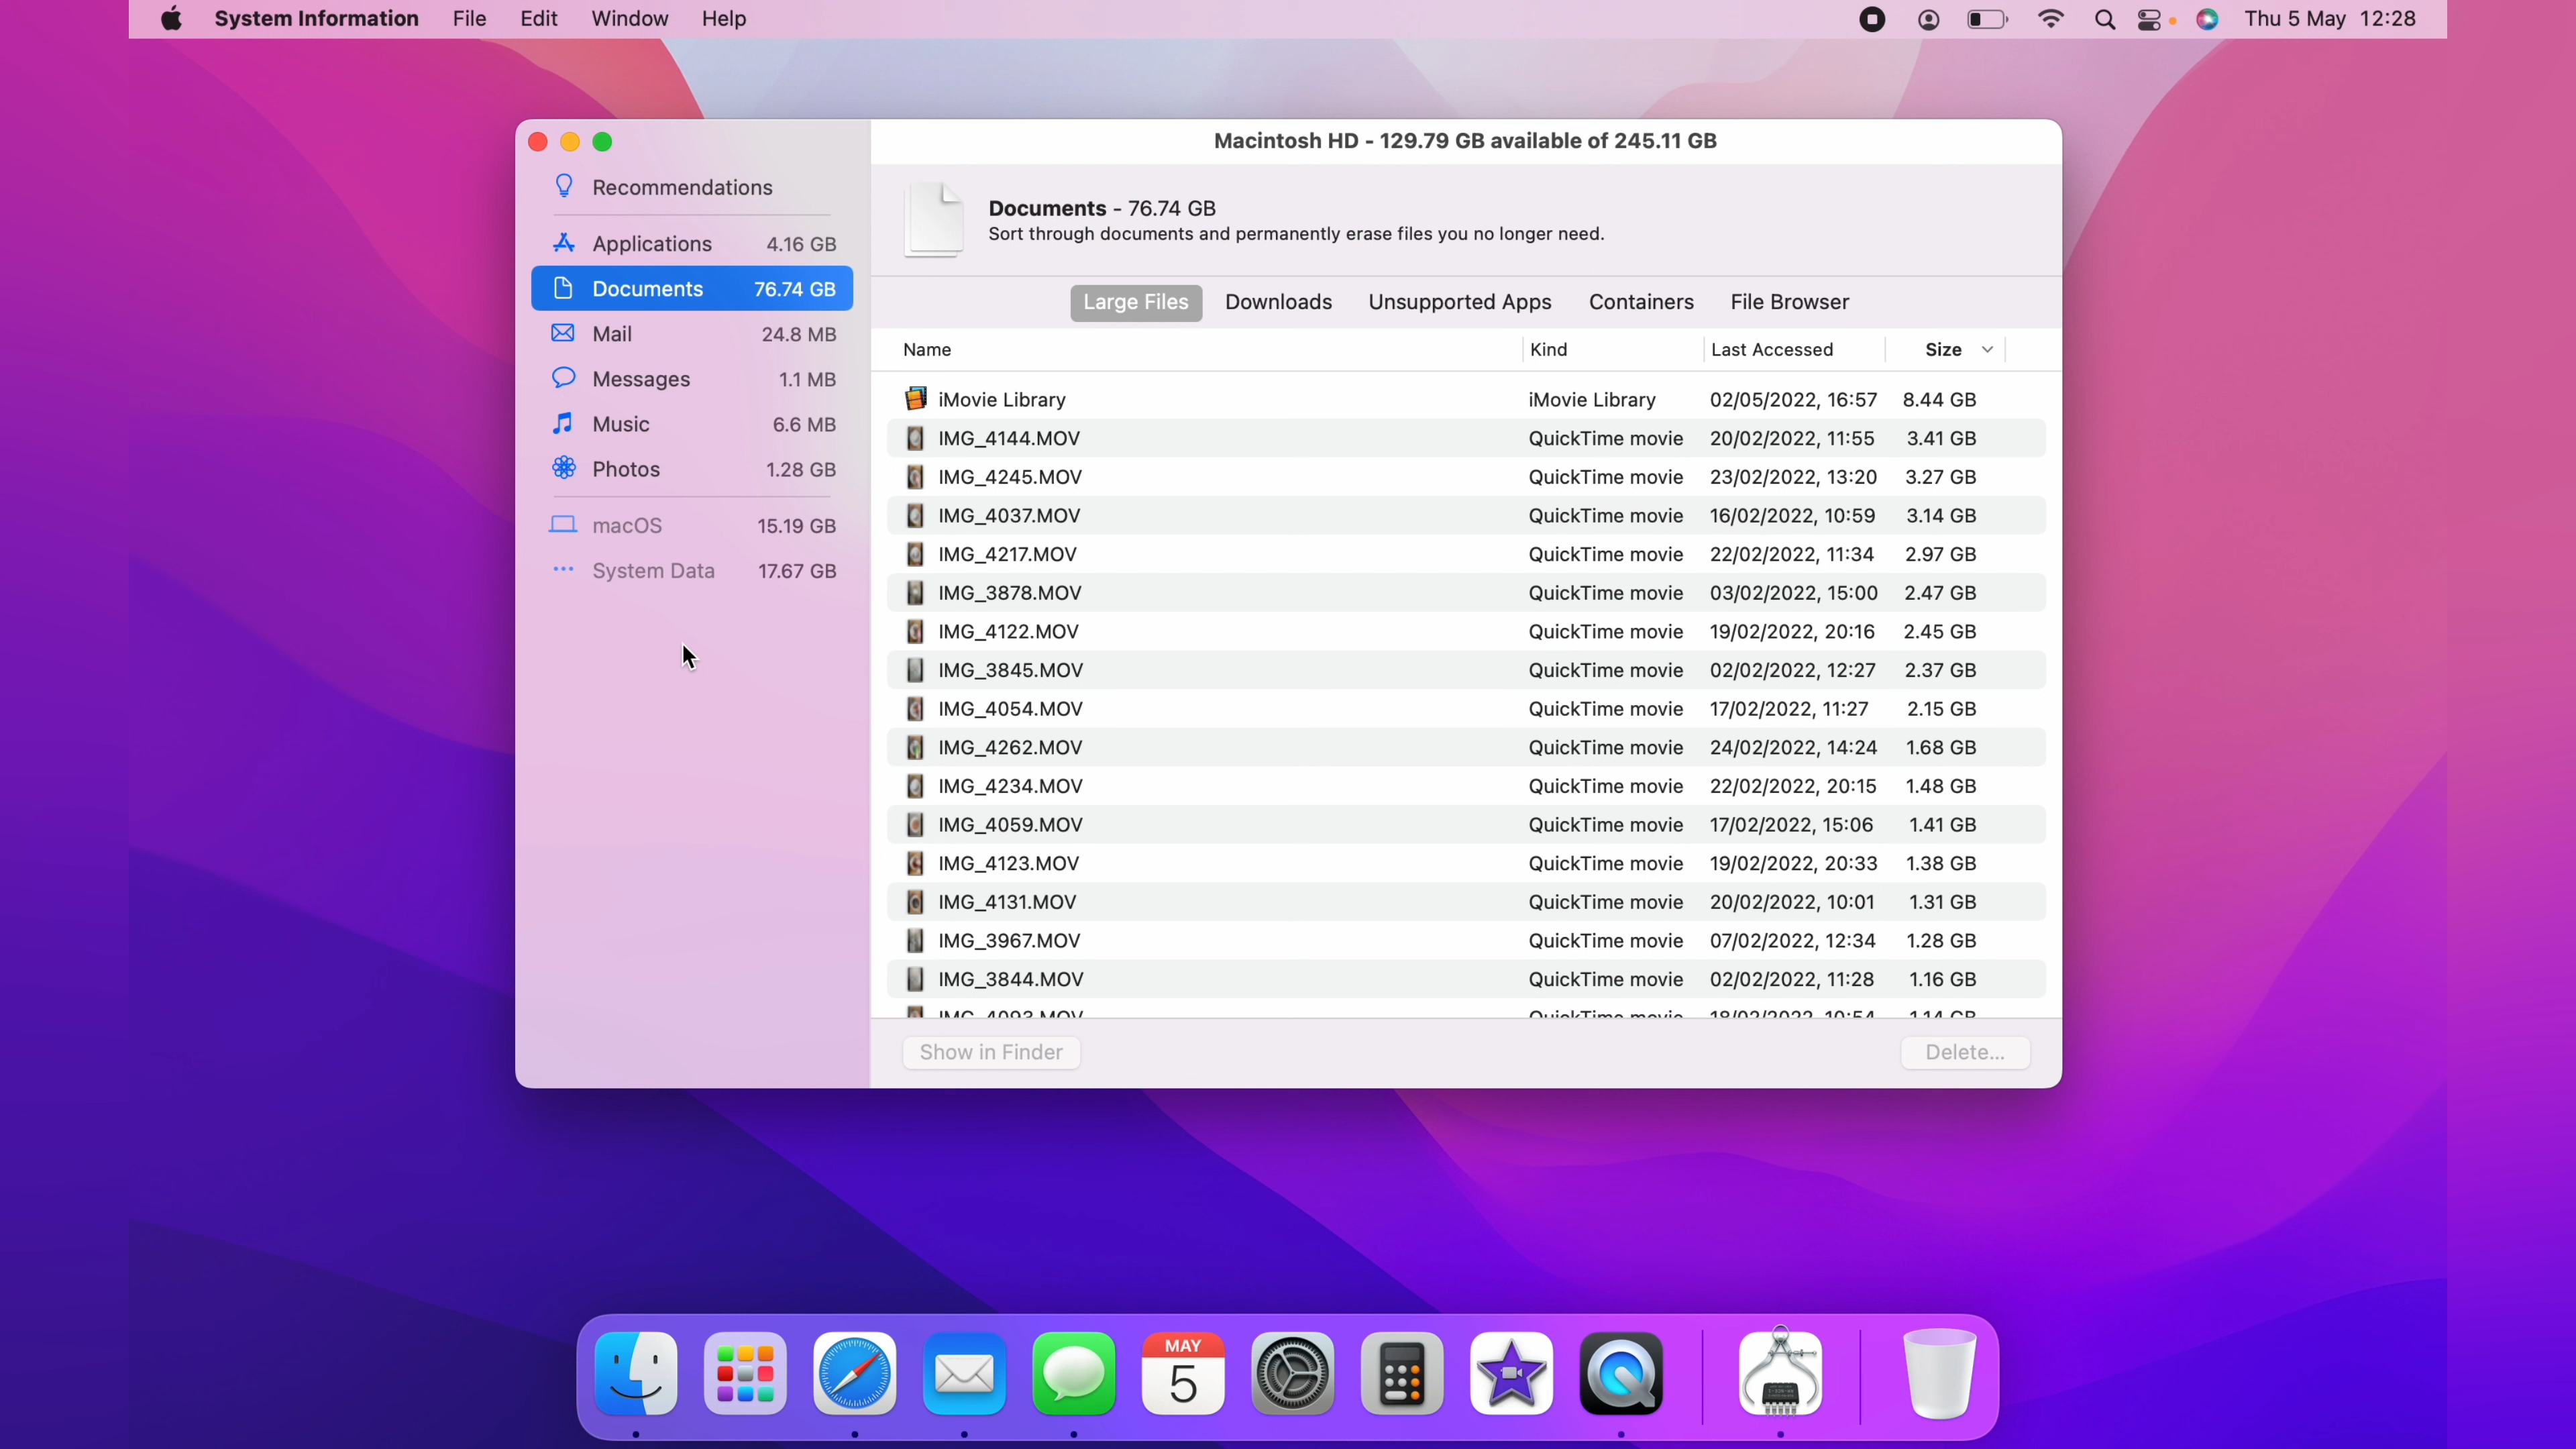 System Information File Edit Window Help Thu 5 May 12:28
Macintosh HD - 129.79 GB available of 245.11 GB
Recommendations
Applications 4.16 GB
Documents 76.74 GB
Mail 24.8 MB
Messages 1.1 MB
Music 6.6 MB
Photos 1.28 GB
macOS 15.19 GB
System Data 17.67 GB
Documents - 76.74 GB
Sort through documents and permanently erase files you no longer need.
Large Files Downloads Unsupported Apps Containers File Browser
Name Kind Last Accessed Size
iMovie Library iMovie Library 02/05/2022, 16:57 8.44 GB
IMG_4144.MOV QuickTime movie 20/02/2022, 11:55 3.41 GB
IMG_4245.MOV QuickTime movie 23/02/2022, 13:20 3.27 GB
IMG_4037.MOV QuickTime movie 16/02/2022, 10:59 3.14 GB
IMG_4217.MOV QuickTime movie 22/02/2022, 11:34 2.97 GB
IMG_3878.MOV QuickTime movie 03/02/2022, 15:00 2.47 GB
IMG_4122.MOV QuickTime movie 19/02/2022, 20:16 2.45 GB
IMG_3845.MOV QuickTime movie 02/02/2022, 12:27 2.37 GB
IMG_4054.MOV QuickTime movie 17/02/2022, 11:27 2.15 GB
IMG_4262.MOV QuickTime movie 24/02/2022, 14:24 1.68 GB
IMG_4234.MOV QuickTime movie 22/02/2022, 20:15 1.48 GB
IMG_4059.MOV QuickTime movie 17/02/2022, 15:06 1.41 GB
IMG_4123.MOV QuickTime movie 19/02/2022, 20:33 1.38 GB
IMG_4131.MOV QuickTime movie 20/02/2022, 10:01 1.31 GB
IMG_3967.MOV QuickTime movie 07/02/2022, 12:34 1.28 GB
IMG_3844.MOV QuickTime movie 02/02/2022, 11:28 1.16 GB
IMG_4093.MOV QuickTime movie 18/02/2022, 10:54 1.14 GB
Show in Finder Delete...
MAY
5